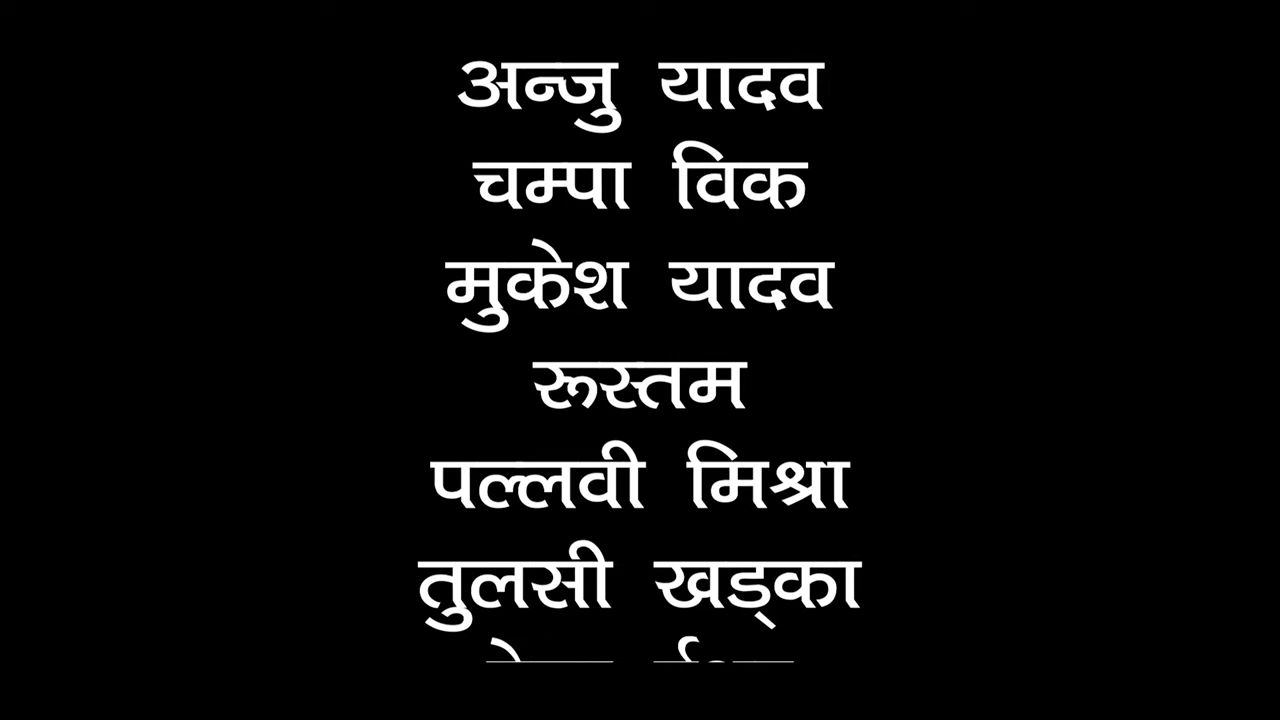 अन्जु यादव
चम्पा विक
मुकेश यादव
रूस्तम
पल्लवी मिश्रा
तुलसी खड्का